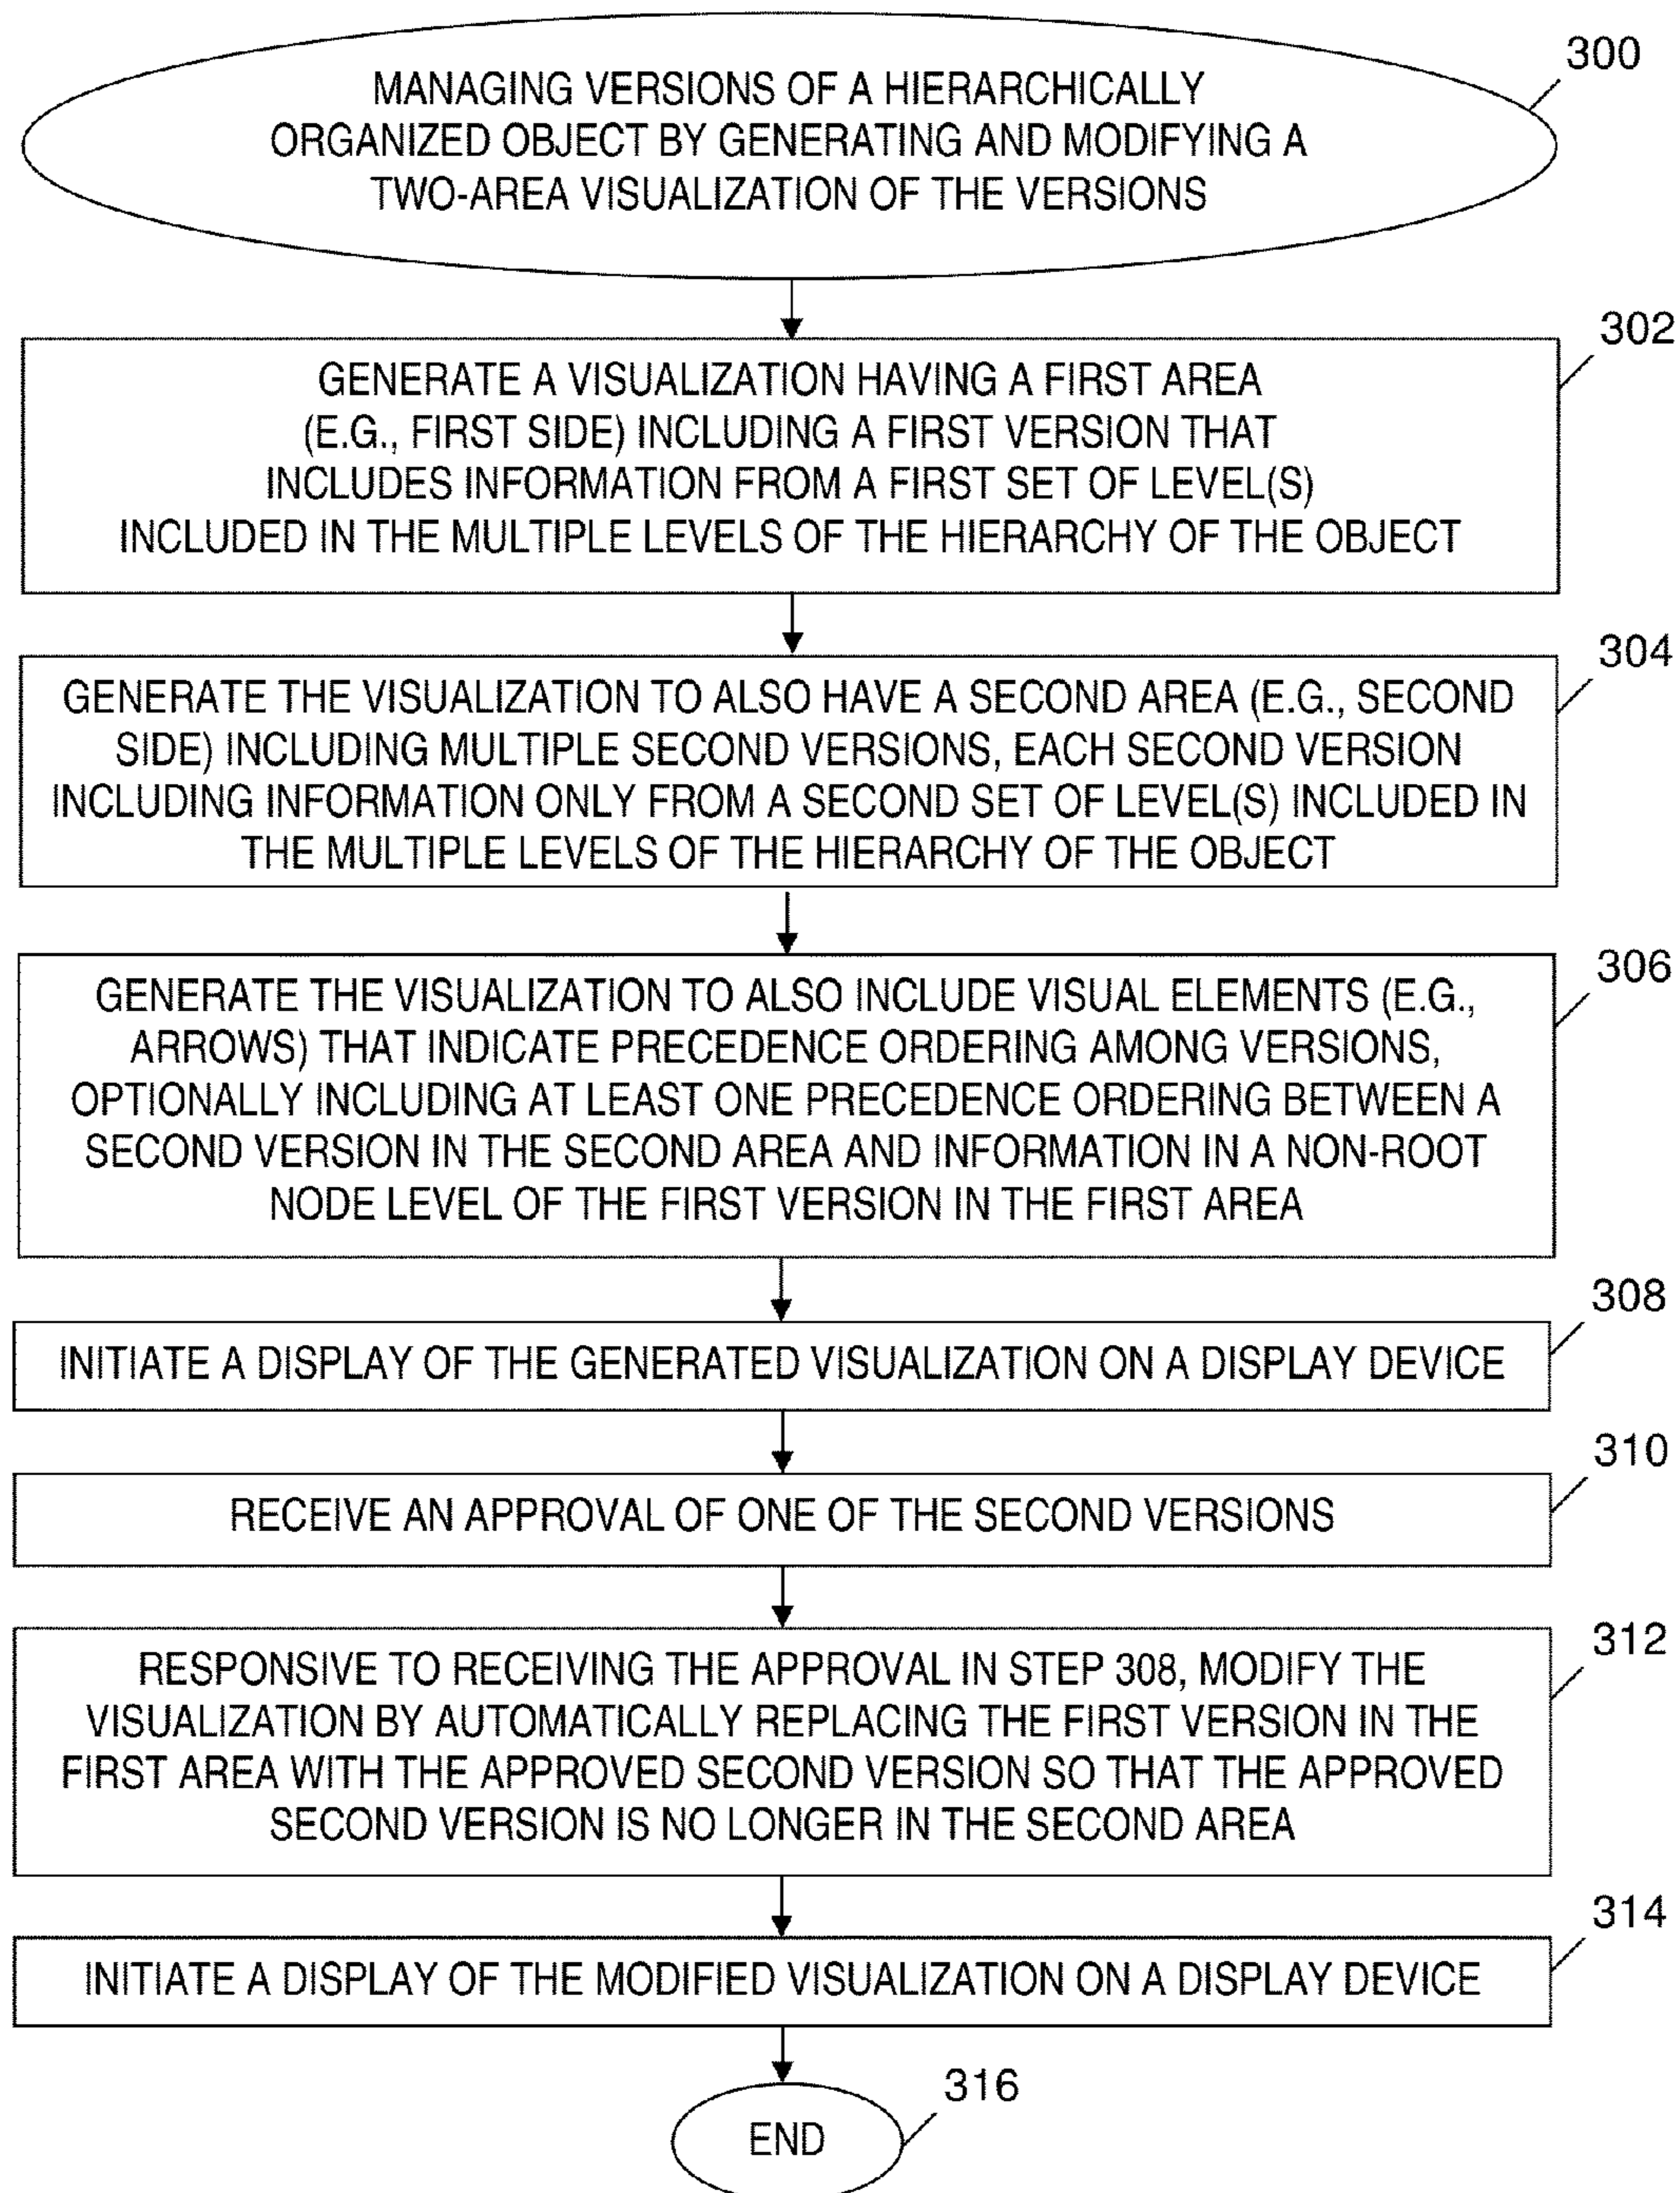 300
MANAGING VERSIONS OF A HIERARCHICALLY
ORGANIZED OBJECT BY GENERATING AND MODIFYING A
TWO-AREA VISUALIZATION OF THE VERSIONS
302
GENERATE A VISUALIZATION HAVING A FIRST AREA
(E.G., FIRST SIDE) INCLUDING A FIRST VERSION THAT
INCLUDES INFORMATION FROM A FIRST SET OF LEVEL(S)
INCLUDED IN THE MULTIPLE LEVELS OF THE HIERARCHY OF THE OBJECT
304
GENERATE THE VISUALIZATION TO ALSO HAVE A SECOND AREA (E.G., SECOND
SIDE) INCLUDING MULTIPLE SECOND VERSIONS, EACH SECOND VERSION
INCLUDING INFORMATION ONLY FROM A SECOND SET OF LEVEL(S) INCLUDED IN
THE MULTIPLE LEVELS OF THE HIERARCHY OF THE OBJECT
306
GENERATE THE VISUALIZATION TO ALSO INCLUDE VISUAL ELEMENTS (E.G.,
ARROWS) THAT INDICATE PRECEDENCE ORDERING AMONG VERSIONS,
OPTIONALLY INCLUDING AT LEAST ONE PRECEDENCE ORDERING BETWEEN A
SECOND VERSION IN THE SECOND AREA AND INFORMATION IN A NON-ROOT
NODE LEVEL OF THE FIRST VERSION IN THE FIRST AREA
308
INITIATE A DISPLAY OF THE GENERATED VISUALIZATION ON A DISPLAY DEVICE
310
RECEIVE AN APPROVAL OF ONE OF THE SECOND VERSIONS
312
RESPONSIVE TO RECEIVING THE APPROVAL IN STEP 308, MODIFY THE
VISUALIZATION BY AUTOMATICALLY REPLACING THE FIRST VERSION IN THE
FIRST AREA WITH THE APPROVED SECOND VERSION SO THAT THE APPROVED
SECOND VERSION IS NO LONGER IN THE SECOND AREA
314
INITIATE A DISPLAY OF THE MODIFIED VISUALIZATION ON A DISPLAY DEVICE
316
END